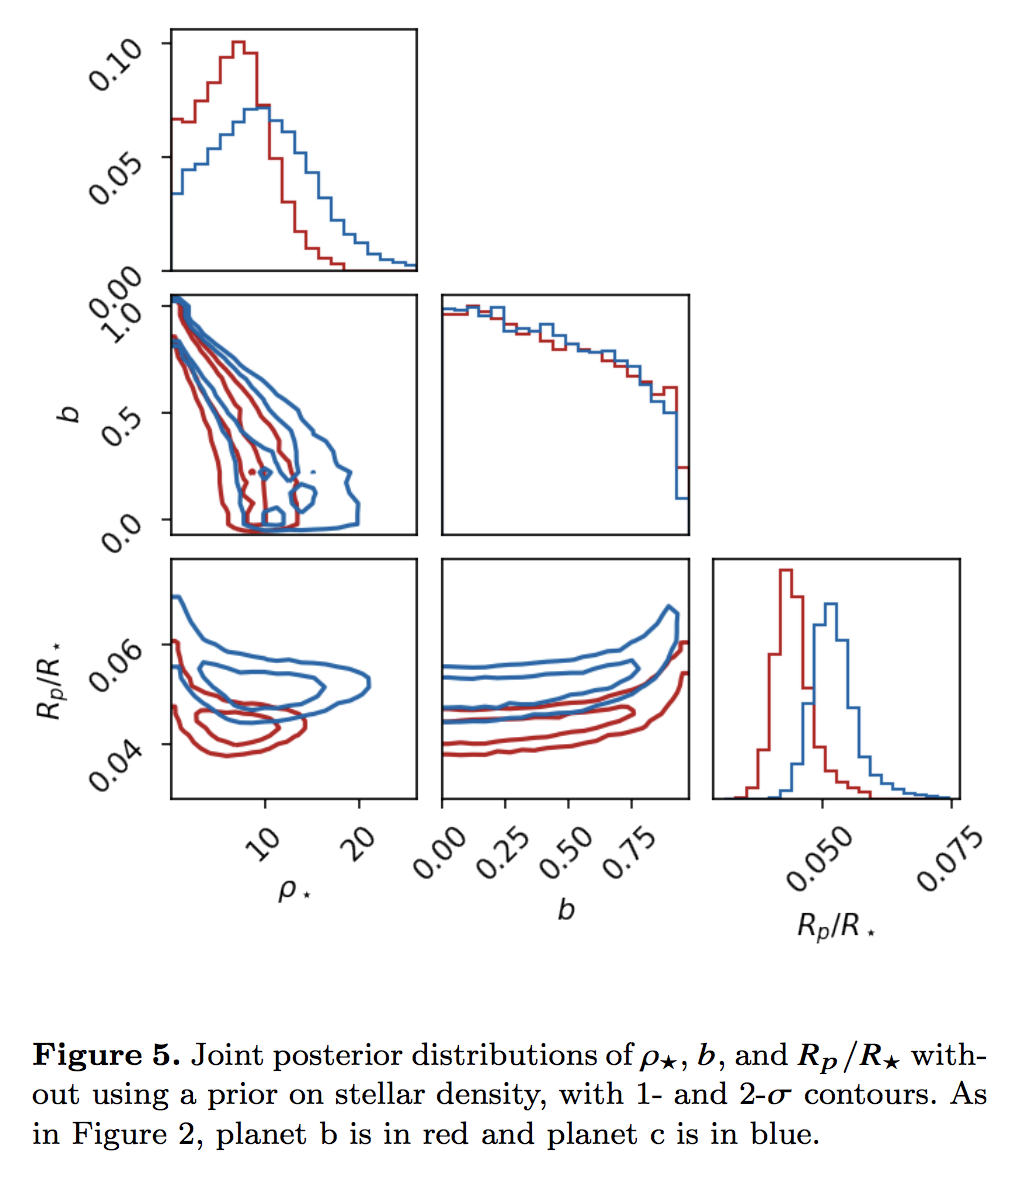 0.10
0.05
0.00
1.0
0.5
0.0
b
0.06
0.04
Rp/R⋆
10
20
ρ⋆
0.00
0.25
0.50
0.75
b
0.050
0.075
Rp/R⋆
Figure 5. Joint posterior distributions of ρ★, b, and Rp/R★ with-
out using a prior on stellar density, with 1- and 2-σ contours. As
in Figure 2, planet b is in red and planet c is in blue.